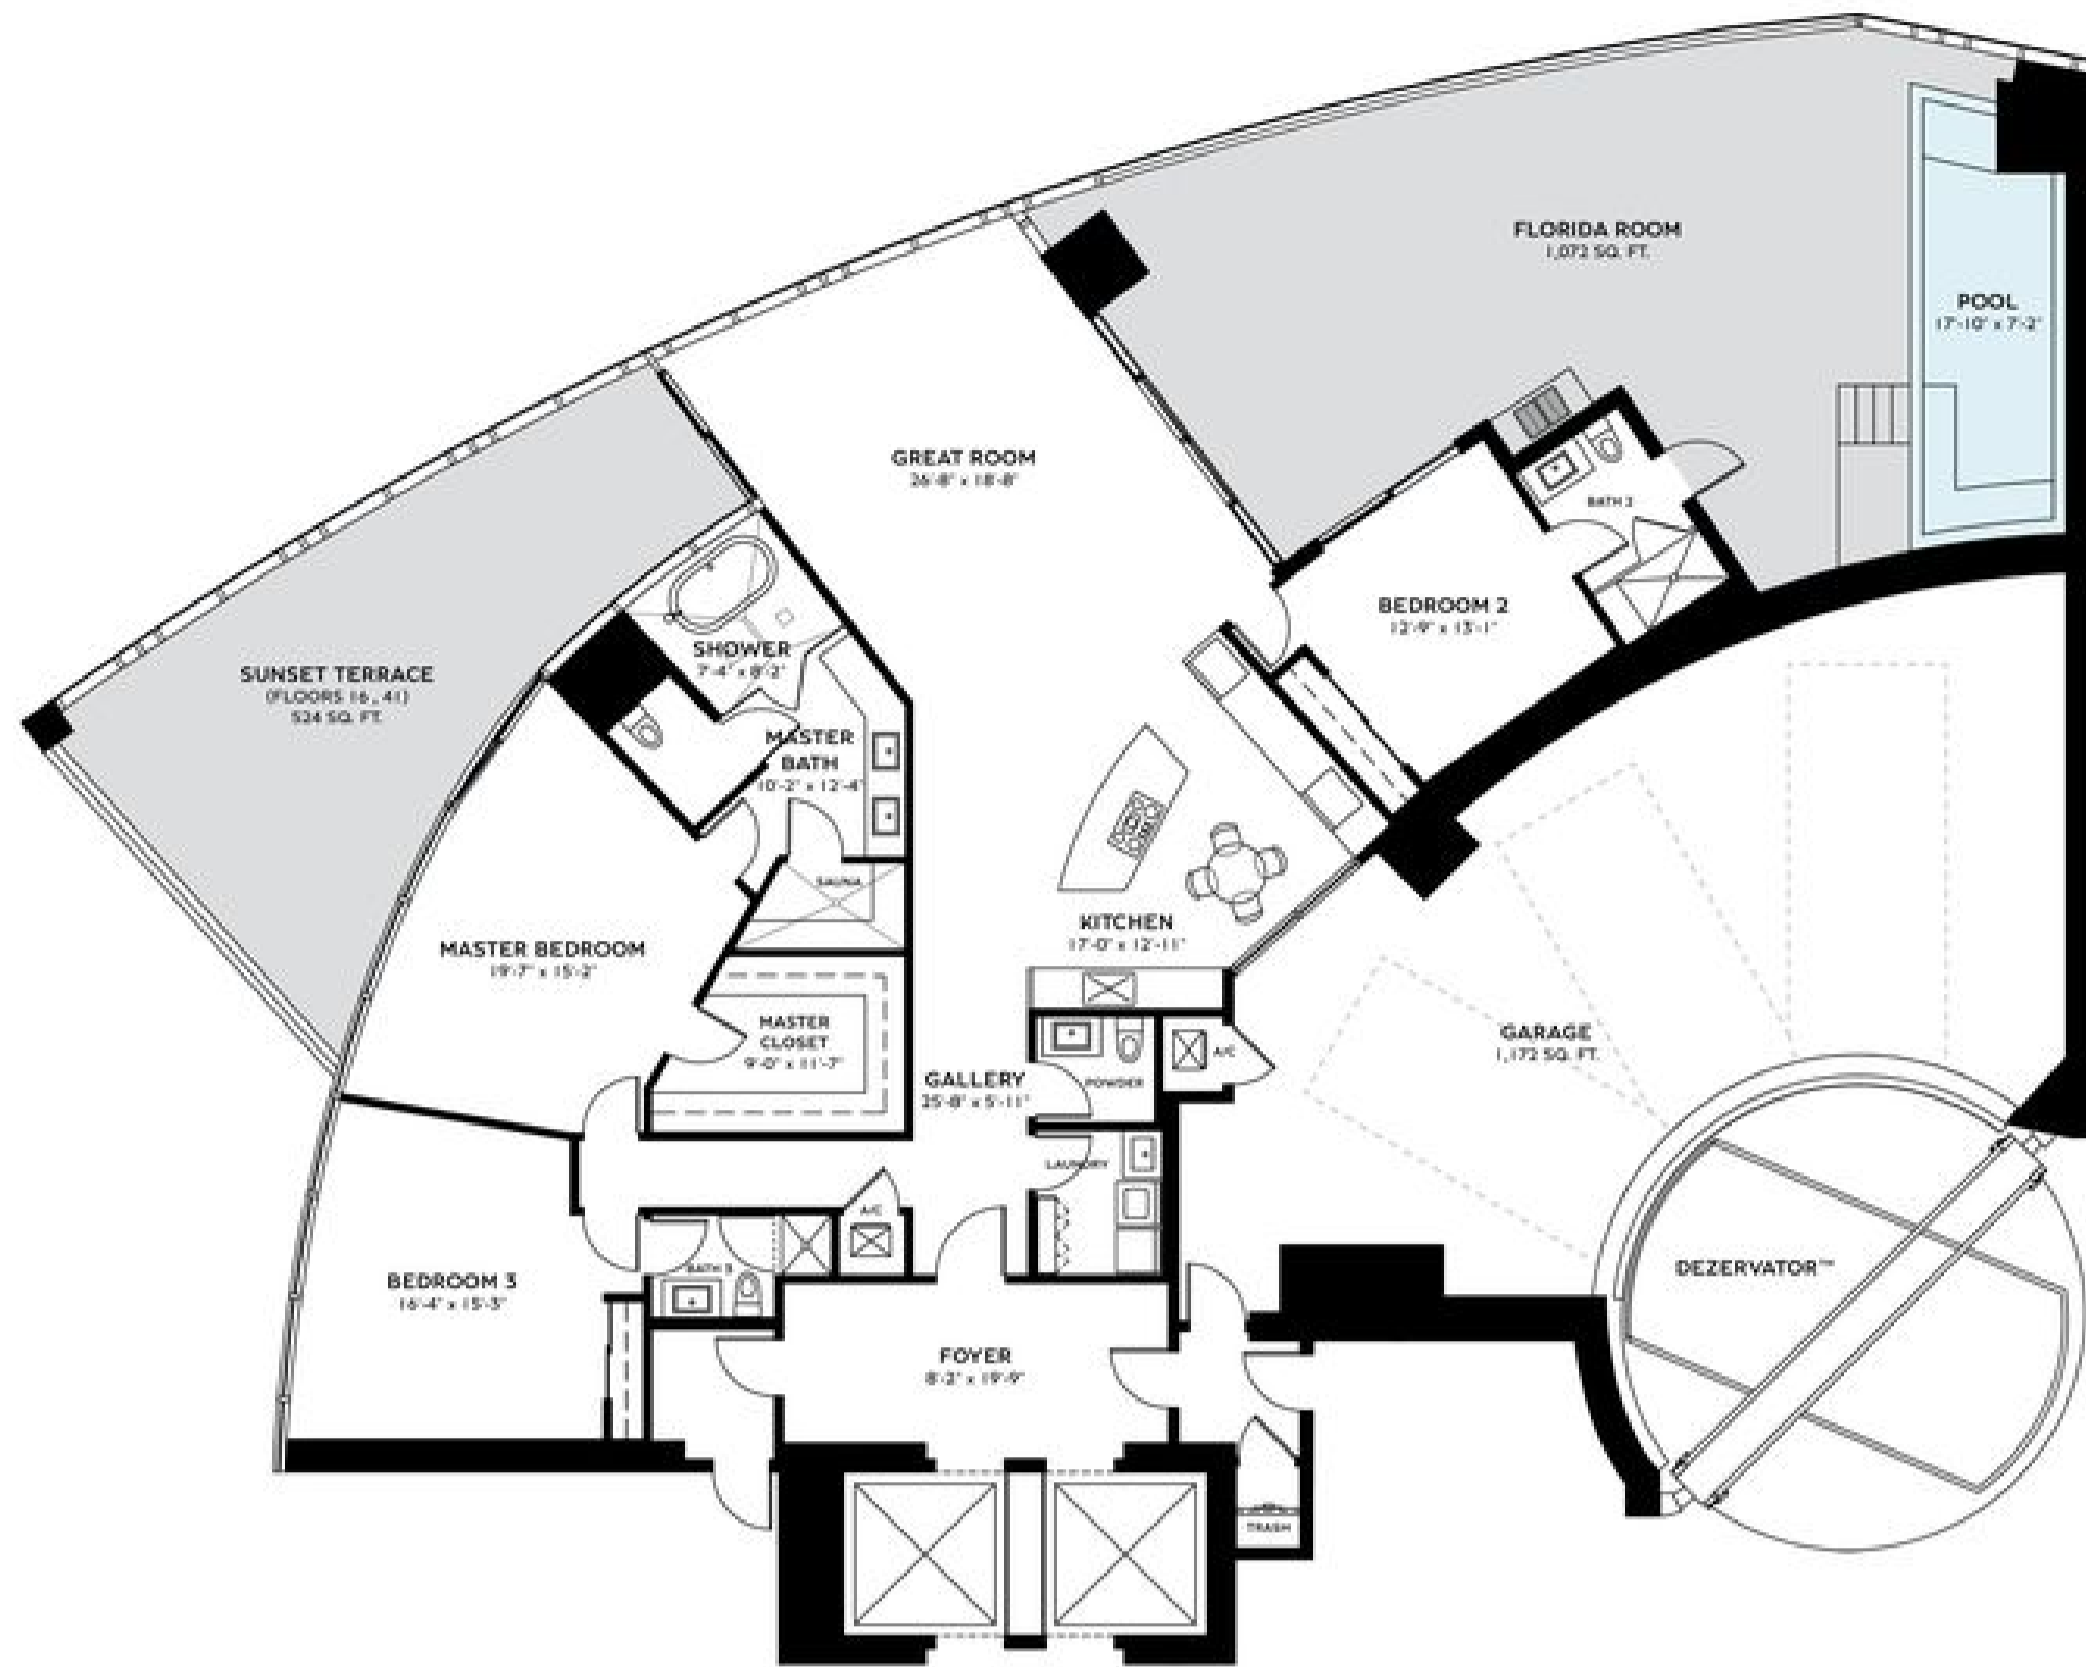 FLORIDA ROOM
1,072 SQ. FT.
POOL
17'-10" x 7'-2"
GREAT ROOM
26'-8" x 18'-8"
BATH 2
BEDROOM 2
12'-9" x 13'-1"
SUNSET TERRACE
(FLOORS 16 , 41)
524 SQ. FT.
SHOWER
7'-4" x 8'-2"
MASTER
BATH
10'-2" x 12'-4"
SAUNA
KITCHEN
17'-0" x 12'-11"
MASTER BEDROOM
19'-7" x 15'-2"
MASTER
CLOSET
9'-0" x 11'-7"
GARAGE
1,172 SQ. FT.
A/C
GALLERY
25'-8" x 5'-11"
POWDER
LAUNDRY
A/C
BATH 3
BEDROOM 3
16'-4" x 15'-3"
DEZERVATOR™
FOYER
8'-2" x 19'-9"
TRASH